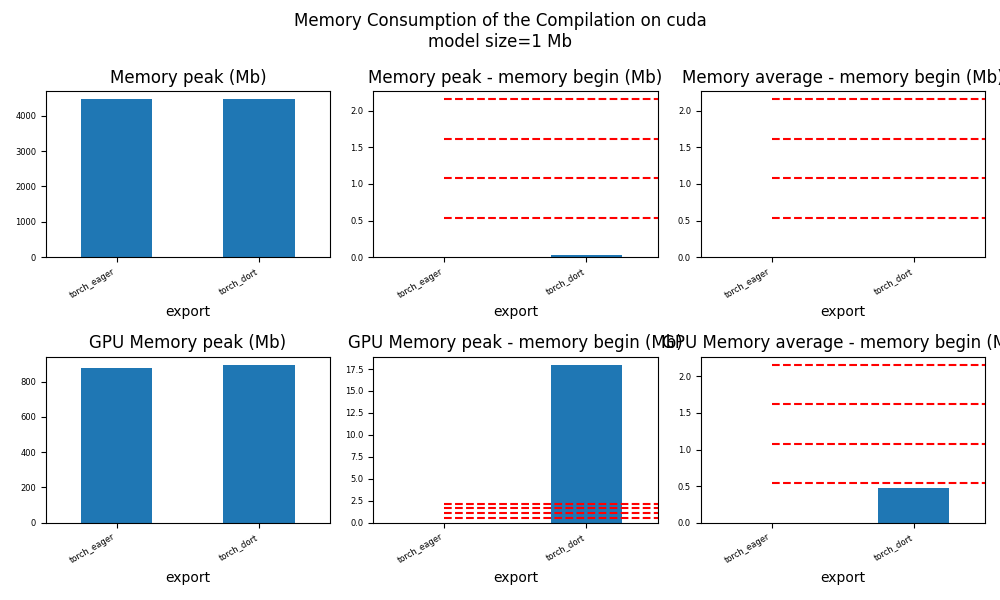 Memory Consumption of the Compilation on cuda
model size=1 Mb
Memory peak (Mb)
4000
3000
2000
1000
0
torch_eager
torch_dort
export
Memory peak - memory begin (Mb)
2.0
1.5
1.0
0.5
0.0
torch_eager
torch_dort
export
Memory average - memory begin (Mb)
2.0
1.5
1.0
0.5
0.0
torch_eager
torch_dort
export
GPU Memory peak (Mb)
800
600
400
200
0
torch_eager
torch_dort
export
GPU Memory peak - memory begin (Mb)
17.5
15.0
12.5
10.0
7.5
5.0
2.5
0.0
torch_eager
torch_dort
export
GPU Memory average - memory begin (M
2.0
1.5
1.0
0.5
0.0
torch_eager
torch_dort
export